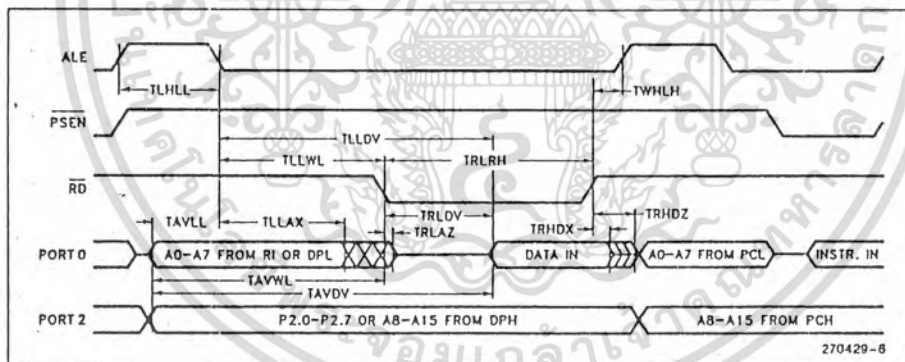 ALE
TLHLL
TWHLH
PSEN
TLLDV
TLLWL
TRLRH
RD
TAVLL
TLLAX
TRLDV
TRLAZ
TRHDX
TRHDZ
PORT 0
A0-A7 FROM RI OR DPL
DATA IN
A0-A7 FROM PCL
INSTR. IN
TAVWL
TAVDV
PORT 2
P2.0-P2.7 OR A8-A15 FROM DPH
A8-A15 FROM PCH
270429-6